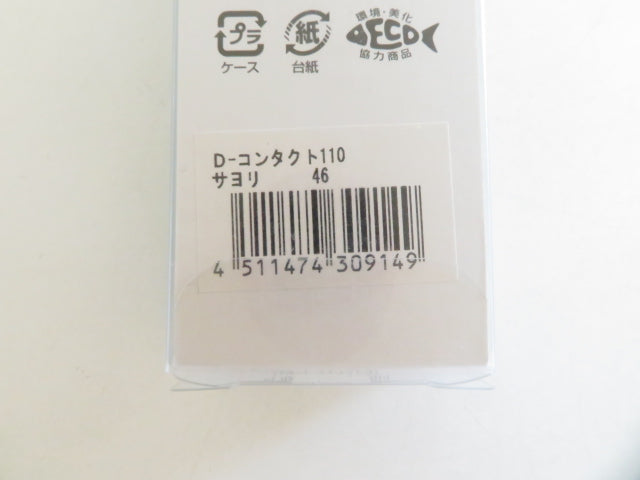 プラ
ケース
紙
台紙
環境・美化
ECO
協力商品
D-コンタクト110
サヨリ 46
4 511474 309149